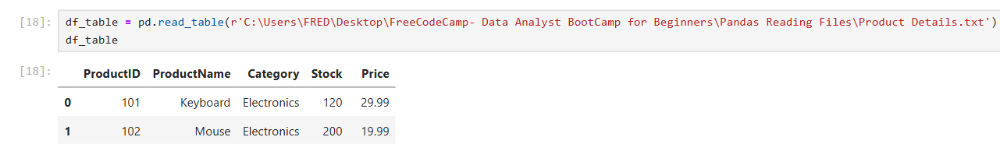 [18]: df_table = pd.read_table(r'C:\Users\FRED\Desktop\FreeCodeCamp- Data Analyst BootCamp for Beginners\Pandas Reading Files\Product Details.txt')
df_table
[18]:
ProductID ProductName Category Stock Price
0 101 Keyboard Electronics 120 29.99
1 102 Mouse Electronics 200 19.99